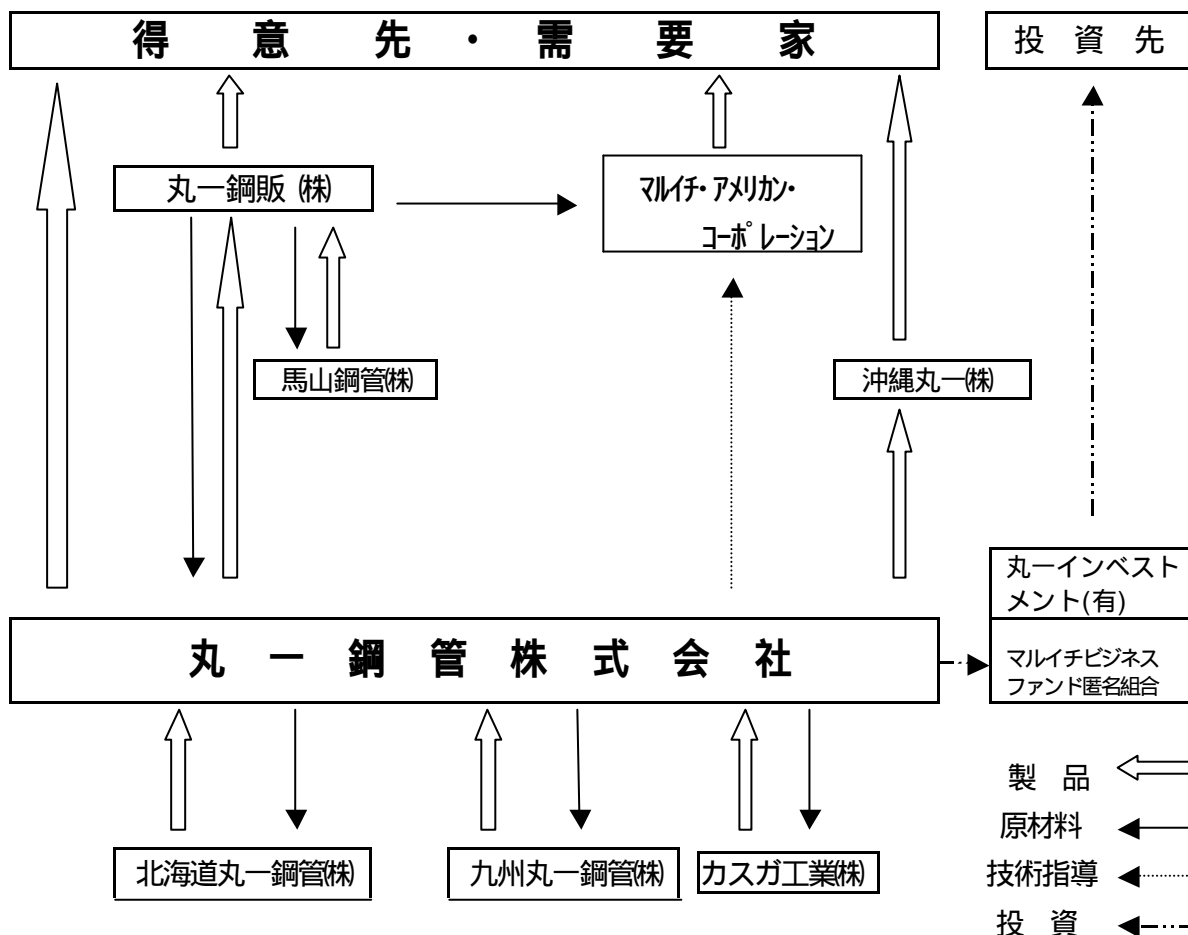 得意先・需要家
投資先
丸一鋼販(株)
マルイチ・アメリカン・
コーポレーション
馬山鋼管(株)
沖縄丸一(株)
丸一インベスト
メント(有)
丸一鋼管株式会社
マルイチビジネス
ファンド匿名組合
製品
原材料
技術指導
投資
北海道丸一鋼管(株)
九州丸一鋼管(株)
カスガ工業(株)